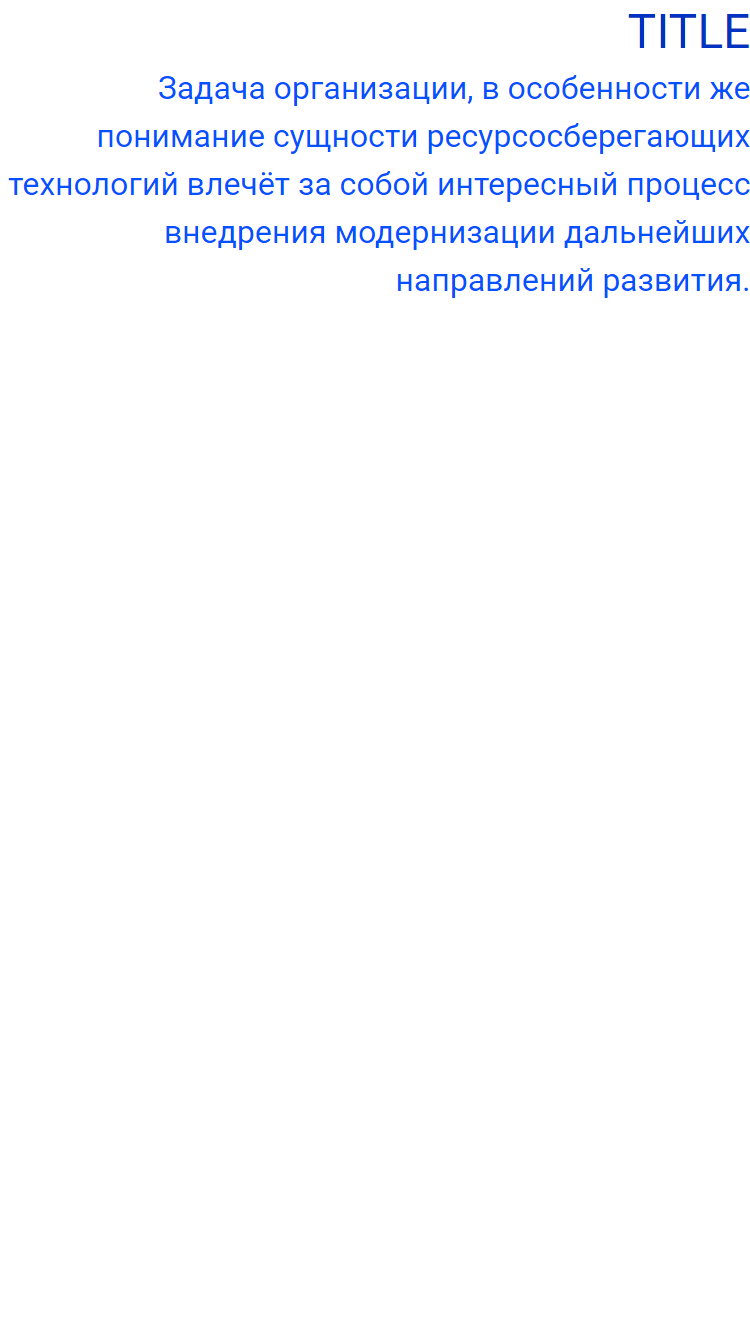 TITLE
Задача организации, в особенности же
понимание сущности ресурсосберегающих
технологий влечёт за собой интересный процесс
внедрения модернизации дальнейших
направлений развития.